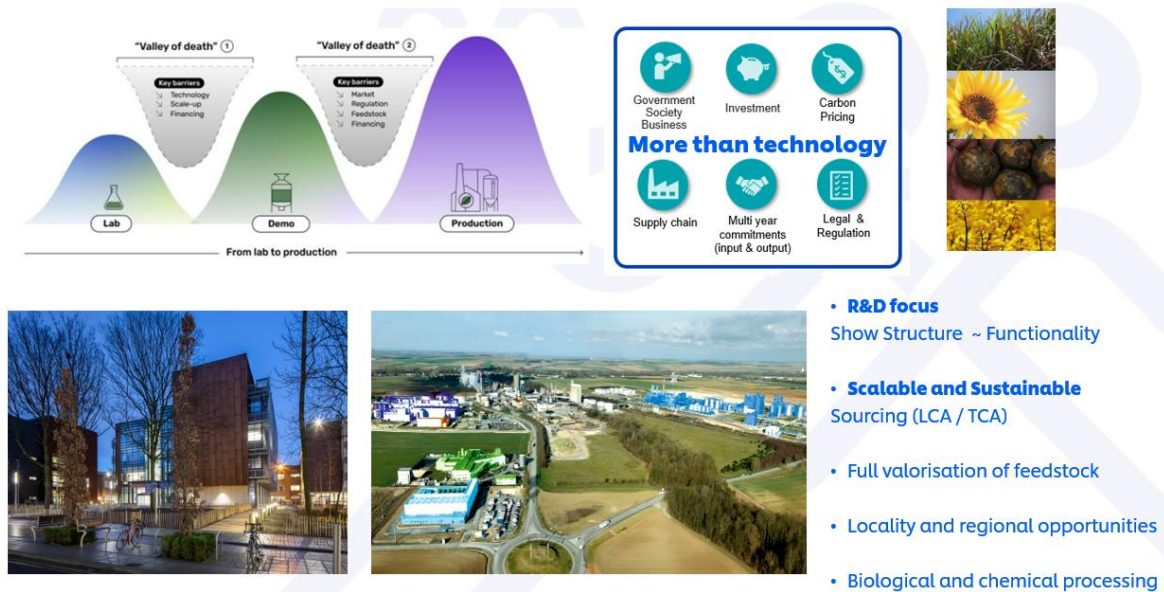 "Valley of death" 1
"Valley of death" 2
Key barriers
Technology
Scale-up
Financing
Key barriers
Market
Regulation
Feedstock
Financing
Lab
Demo
Production
From lab to production
Government
Society
Business
Investment
Carbon
Pricing
More than technology
Supply chain
Multi year
commitments
(input & output)
Legal &
Regulation
• R&D focus
Show Structure ~ Functionality
• Scalable and Sustainable
Sourcing (LCA / TCA)
• Full valorisation of feedstock
• Locality and regional opportunities
• Biological and chemical processing